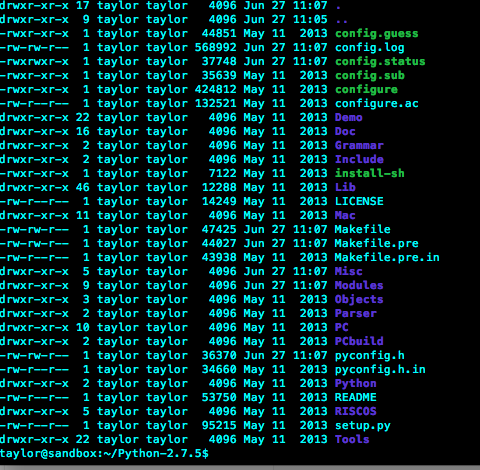 drwxr-xr-x 17 taylor taylor   4096 Jun 27 11:07 .
drwxr-xr-x  9 taylor taylor   4096 Jun 27 11:05 ..
-rwxr-xr-x  1 taylor taylor  44851 May 11  2013 config.guess
-rw-rw-r--  1 taylor taylor 568992 Jun 27 11:07 config.log
-rwxrwxr-x  1 taylor taylor  37748 Jun 27 11:07 config.status
-rwxr-xr-x  1 taylor taylor  35639 May 11  2013 config.sub
-rwxr-xr-x  1 taylor taylor 424812 May 11  2013 configure
-rw-r--r--  1 taylor taylor 132521 May 11  2013 configure.ac
drwxr-xr-x 22 taylor taylor   4096 May 11  2013 Demo
drwxr-xr-x 16 taylor taylor   4096 May 11  2013 Doc
drwxr-xr-x  2 taylor taylor   4096 May 11  2013 Grammar
drwxr-xr-x  2 taylor taylor   4096 May 11  2013 Include
-rwxr-xr-x  1 taylor taylor   7122 May 11  2013 install-sh
drwxr-xr-x 46 taylor taylor  12288 May 11  2013 Lib
-rw-r--r--  1 taylor taylor  14249 May 11  2013 LICENSE
drwxr-xr-x 11 taylor taylor   4096 May 11  2013 Mac
-rw-rw-r--  1 taylor taylor  47425 Jun 27 11:07 Makefile
-rw-rw-r--  1 taylor taylor  44027 Jun 27 11:07 Makefile.pre
-rw-r--r--  1 taylor taylor  43938 May 11  2013 Makefile.pre.in
drwxr-xr-x  5 taylor taylor   4096 Jun 27 11:07 Misc
drwxr-xr-x  9 taylor taylor   4096 Jun 27 11:07 Modules
drwxr-xr-x  3 taylor taylor   4096 May 11  2013 Objects
drwxr-xr-x  2 taylor taylor   4096 May 11  2013 Parser
drwxr-xr-x 10 taylor taylor   4096 May 11  2013 PC
drwxr-xr-x  2 taylor taylor   4096 May 11  2013 PCbuild
-rw-rw-r--  1 taylor taylor  36370 Jun 27 11:07 pyconfig.h
-rw-r--r--  1 taylor taylor  34660 May 11  2013 pyconfig.h.in
drwxr-xr-x  2 taylor taylor   4096 May 11  2013 Python
-rw-r--r--  1 taylor taylor  53750 May 11  2013 README
drwxr-xr-x  5 taylor taylor   4096 May 11  2013 RISCOS
-rw-r--r--  1 taylor taylor  95215 May 11  2013 setup.py
drwxr-xr-x 22 taylor taylor   4096 May 11  2013 Tools
taylor@sandbox:~/Python-2.7.5$